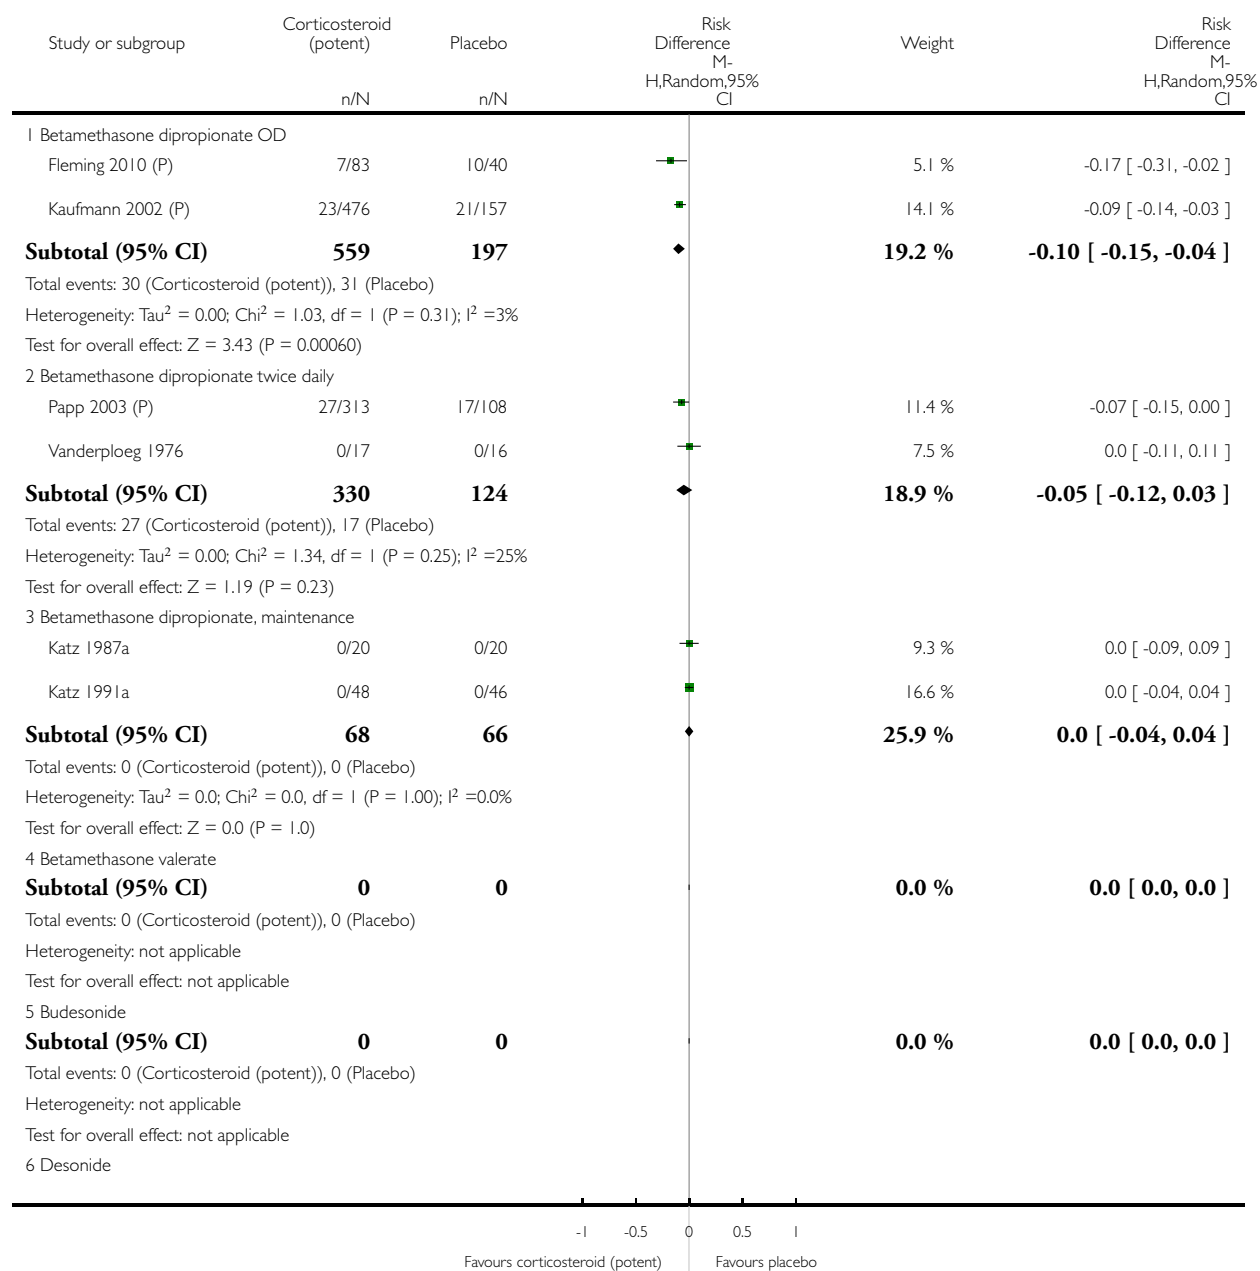 Study or subgroup Corticosteroid (potent) Placebo Risk Difference M-H,Random,95% CI Weight Risk Difference M-H,Random,95% CI
n/N n/N
1 Betamethasone dipropionate OD
Fleming 2010 (P) 7/83 10/40 5.1 % -0.17 [ -0.31, -0.02 ]
Kaufmann 2002 (P) 23/476 21/157 14.1 % -0.09 [ -0.14, -0.03 ]
Subtotal (95% CI) 559 197 19.2 % -0.10 [ -0.15, -0.04 ]
Total events: 30 (Corticosteroid (potent)), 31 (Placebo)
Heterogeneity: Tau² = 0.00; Chi² = 1.03, df = 1 (P = 0.31); I² =3%
Test for overall effect: Z = 3.43 (P = 0.00060)
2 Betamethasone dipropionate twice daily
Papp 2003 (P) 27/313 17/108 11.4 % -0.07 [ -0.15, 0.00 ]
Vanderploeg 1976 0/17 0/16 7.5 % 0.0 [ -0.11, 0.11 ]
Subtotal (95% CI) 330 124 18.9 % -0.05 [ -0.12, 0.03 ]
Total events: 27 (Corticosteroid (potent)), 17 (Placebo)
Heterogeneity: Tau² = 0.00; Chi² = 1.34, df = 1 (P = 0.25); I² =25%
Test for overall effect: Z = 1.19 (P = 0.23)
3 Betamethasone dipropionate, maintenance
Katz 1987a 0/20 0/20 9.3 % 0.0 [ -0.09, 0.09 ]
Katz 1991a 0/48 0/46 16.6 % 0.0 [ -0.04, 0.04 ]
Subtotal (95% CI) 68 66 25.9 % 0.0 [ -0.04, 0.04 ]
Total events: 0 (Corticosteroid (potent)), 0 (Placebo)
Heterogeneity: Tau² = 0.0; Chi² = 0.0, df = 1 (P = 1.00); I² =0.0%
Test for overall effect: Z = 0.0 (P = 1.0)
4 Betamethasone valerate
Subtotal (95% CI) 0 0 0.0 % 0.0 [ 0.0, 0.0 ]
Total events: 0 (Corticosteroid (potent)), 0 (Placebo)
Heterogeneity: not applicable
Test for overall effect: not applicable
5 Budesonide
Subtotal (95% CI) 0 0 0.0 % 0.0 [ 0.0, 0.0 ]
Total events: 0 (Corticosteroid (potent)), 0 (Placebo)
Heterogeneity: not applicable
Test for overall effect: not applicable
6 Desonide
-1 -0.5 0 0.5 1
Favours corticosteroid (potent) Favours placebo